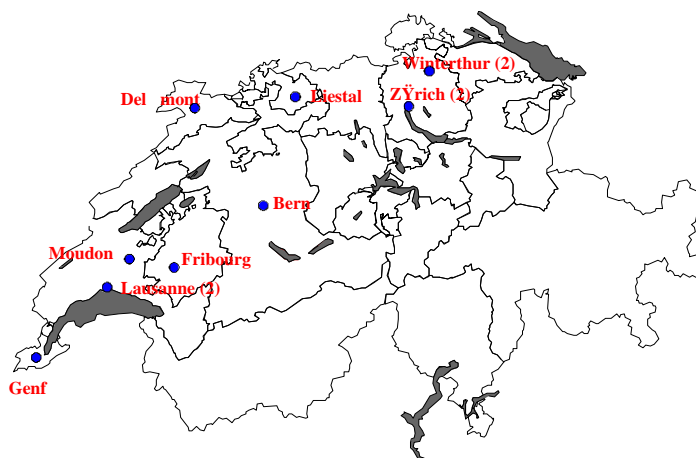 Winterthur (2)
ZŸrich (2)
Del mont
Liestal
Bern
Moudon
Fribourg
Lausanne (2)
Genf